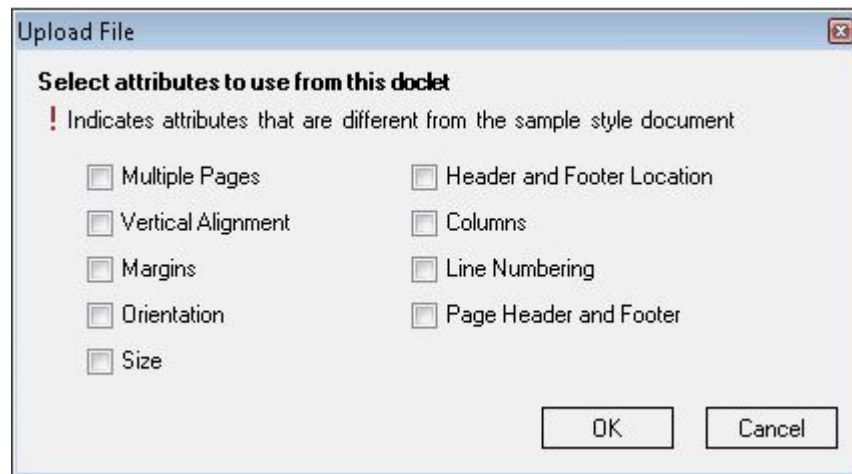 Upload File
Select attributes to use from this doclet
! Indicates attributes that are different from the sample style document
Multiple Pages
Header and Footer Location
Vertical Alignment
Columns
Margins
Line Numbering
Orientation
Page Header and Footer
Size
OK
Cancel